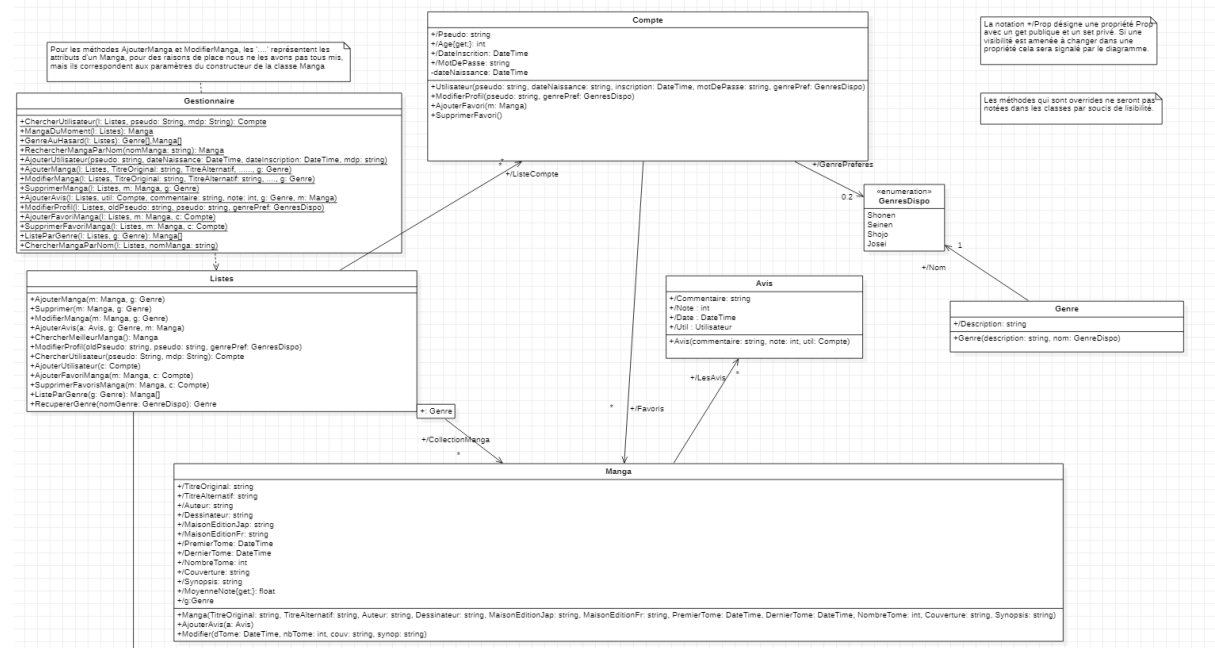 Pour les méthodes AjouterManga et ModifierManga, les '....' représentent les
attributs d'un Manga, pour des raisons de place nous ne les avons pas tous mis,
mais ils correspondent aux paramètres du constructeur de la classe Manga
Gestionnaire
+ChercherUtilisateur(l: Listes, pseudo: String, mdp: String): Compte
+MangaDuMoment(l: Listes): Manga
+GenreAuHasard(l: Listes): Genre[],Manga[]
+RechercherMangaParNom(nomManga: string): Manga
+AjouterUtilisateur(pseudo: string, dateNaissance: DateTime, dateInscription: DateTime, mdp: string)
+AjouterManga(l: Listes, TitreOriginal: string, TitreAlternatif, ......, g: Genre)
+ModifierManga(l: Listes, TitreOriginal: string, TitreAlternatif: string, ...., g: Genre)
+SupprimerManga(l: Listes, m: Manga, g: Genre)
+AjouterAvis(l: Listes, util: Compte, commentaire: string, note: int, g: Genre, m: Manga)
+ModifierProfil(l: Listes, oldPseudo: string, pseudo: string, genrePref: GenresDispo)
+AjouterFavoriManga(l: Listes, m: Manga, c: Compte)
+SupprimerFavoriManga(l: Listes, m: Manga, c: Compte)
+ListeParGenre(l: Listes, g: Genre): Manga[]
+ChercherMangaParNom(l: Listes, nomManga: string)
Compte
+/Pseudo: string
+/Age{get;}: int
+/DateInscrition: DateTime
+/MotDePasse: string
-dateNaissance: DateTime
+Utilisateur(pseudo: string, dateNaissance: string, inscription: DateTime, motDePasse: string, genrePref: GenresDispo)
+ModifierProfil(pseudo: string, genrePref: GenresDispo)
+AjouterFavori(m: Manga)
+SupprimerFavori()
La notation +/Prop désigne une propriété Prop
avec un get publique et un set privé. Si une
visibilité est amenée à changer dans une
propriété cela sera signalé par le diagramme.
Les méthodes qui sont overrides ne seront pas
notées dans les classes par soucis de lisibilité.
*
+/ListeCompte
+/GenrePreferes
0.2
«enumeration»
GenresDispo
Shonen
Seinen
Shojo
Josei
1
+/Nom
Genre
+/Description: string
+Genre(description: string, nom: GenreDispo)
Listes
+AjouterManga(m: Manga, g: Genre)
+Supprimer(m: Manga, g: Genre)
+ModifierManga(m: Manga, g: Genre)
+AjouterAvis(a: Avis, g: Genre, m: Manga)
+ChercherMeilleurManga(): Manga
+ModifierProfil(oldPseudo: string, pseudo: string, genrePref: GenresDispo)
+ChercherUtilisateur(pseudo: String, mdp: String): Compte
+AjouterUtilisateur(c: Compte)
+AjouterFavoriManga(m: Manga, c: Compte)
+SupprimerFavorisManga(m: Manga, c: Compte)
+ListeParGenre(g: Genre): Manga[]
+RecupererGenre(nomGenre: GenreDispo): Genre
+: Genre
+/CollectionManga
*
Avis
+/Commentaire: string
+/Note : int
+/Date : DateTime
+/Util : Utilisateur
+Avis(commentaire: string, note: int, util: Compte)
+/LesAvis
*
* +/Favoris
Manga
+/TitreOriginal: string
+/TitreAlternatif: string
+/Auteur: string
+/Dessinateur: string
+/MaisonEditionJap: string
+/MaisonEditionFr: string
+/PremierTome: DateTime
+/DernierTome: DateTime
+/NombreTome: int
+/Couverture: string
+/Synopsis: string
+/MoyenneNote{get;}: float
+/g:Genre
+Manga(TitreOriginal: string, TitreAlternatif: string, Auteur: string, Dessinateur: string, MaisonEditionJap: string, MaisonEditionFr: string, PremierTome: DateTime, DernierTome: DateTime, NombreTome: int, Couverture: string, Synopsis: string)
+AjouterAvis(a: Avis)
+Modifier(dTome: DateTime, nbTome: int, couv: string, synop: string)